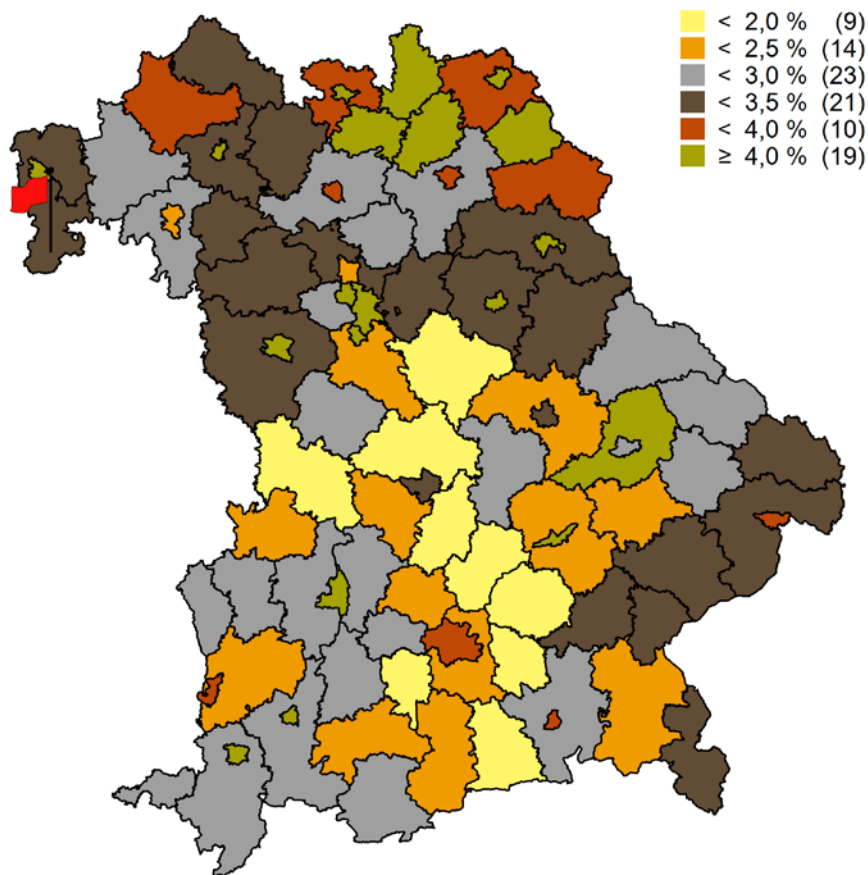 < 2,0 % (9)
< 2,5 % (14)
< 3,0 % (23)
< 3,5 % (21)
< 4,0 % (10)
≥ 4,0 % (19)